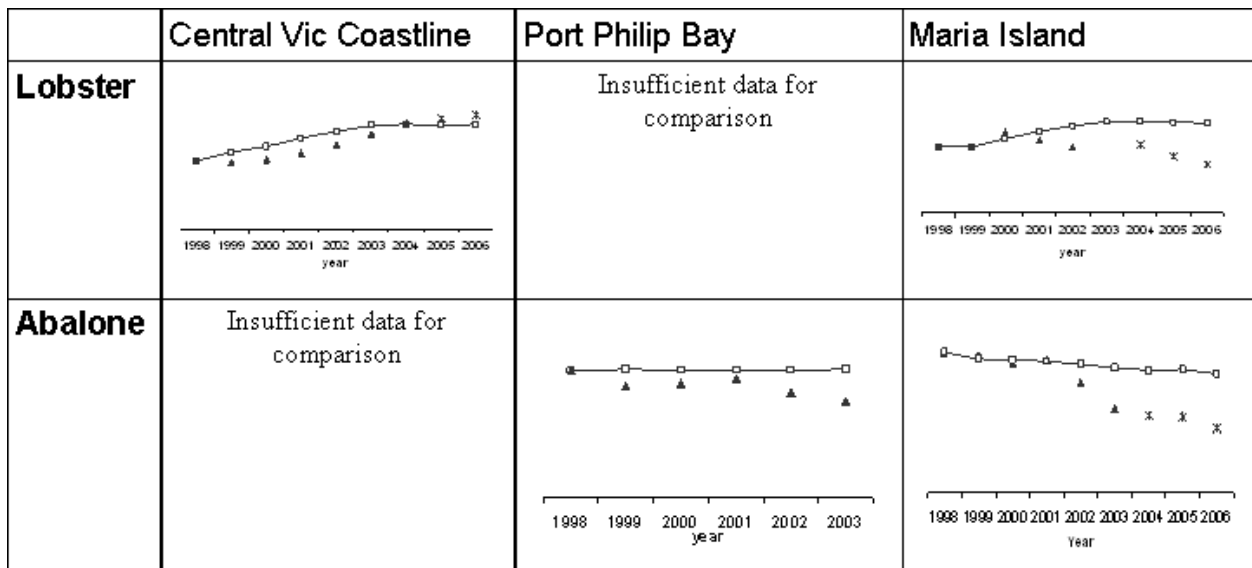 Central Vic Coastline
Port Philip Bay
Maria Island
Lobster
1998 1999 2000 2001 2002 2003 2004 2005 2006
year
Insufficient data for
comparison
1998 1999 2000 2001 2002 2003 2004 2005 2006
year
Abalone
Insufficient data for
comparison
1998 1999 2000 2001 2002 2003
year
1998 1999 2000 2001 2002 2003 2004 2005 2006
Year